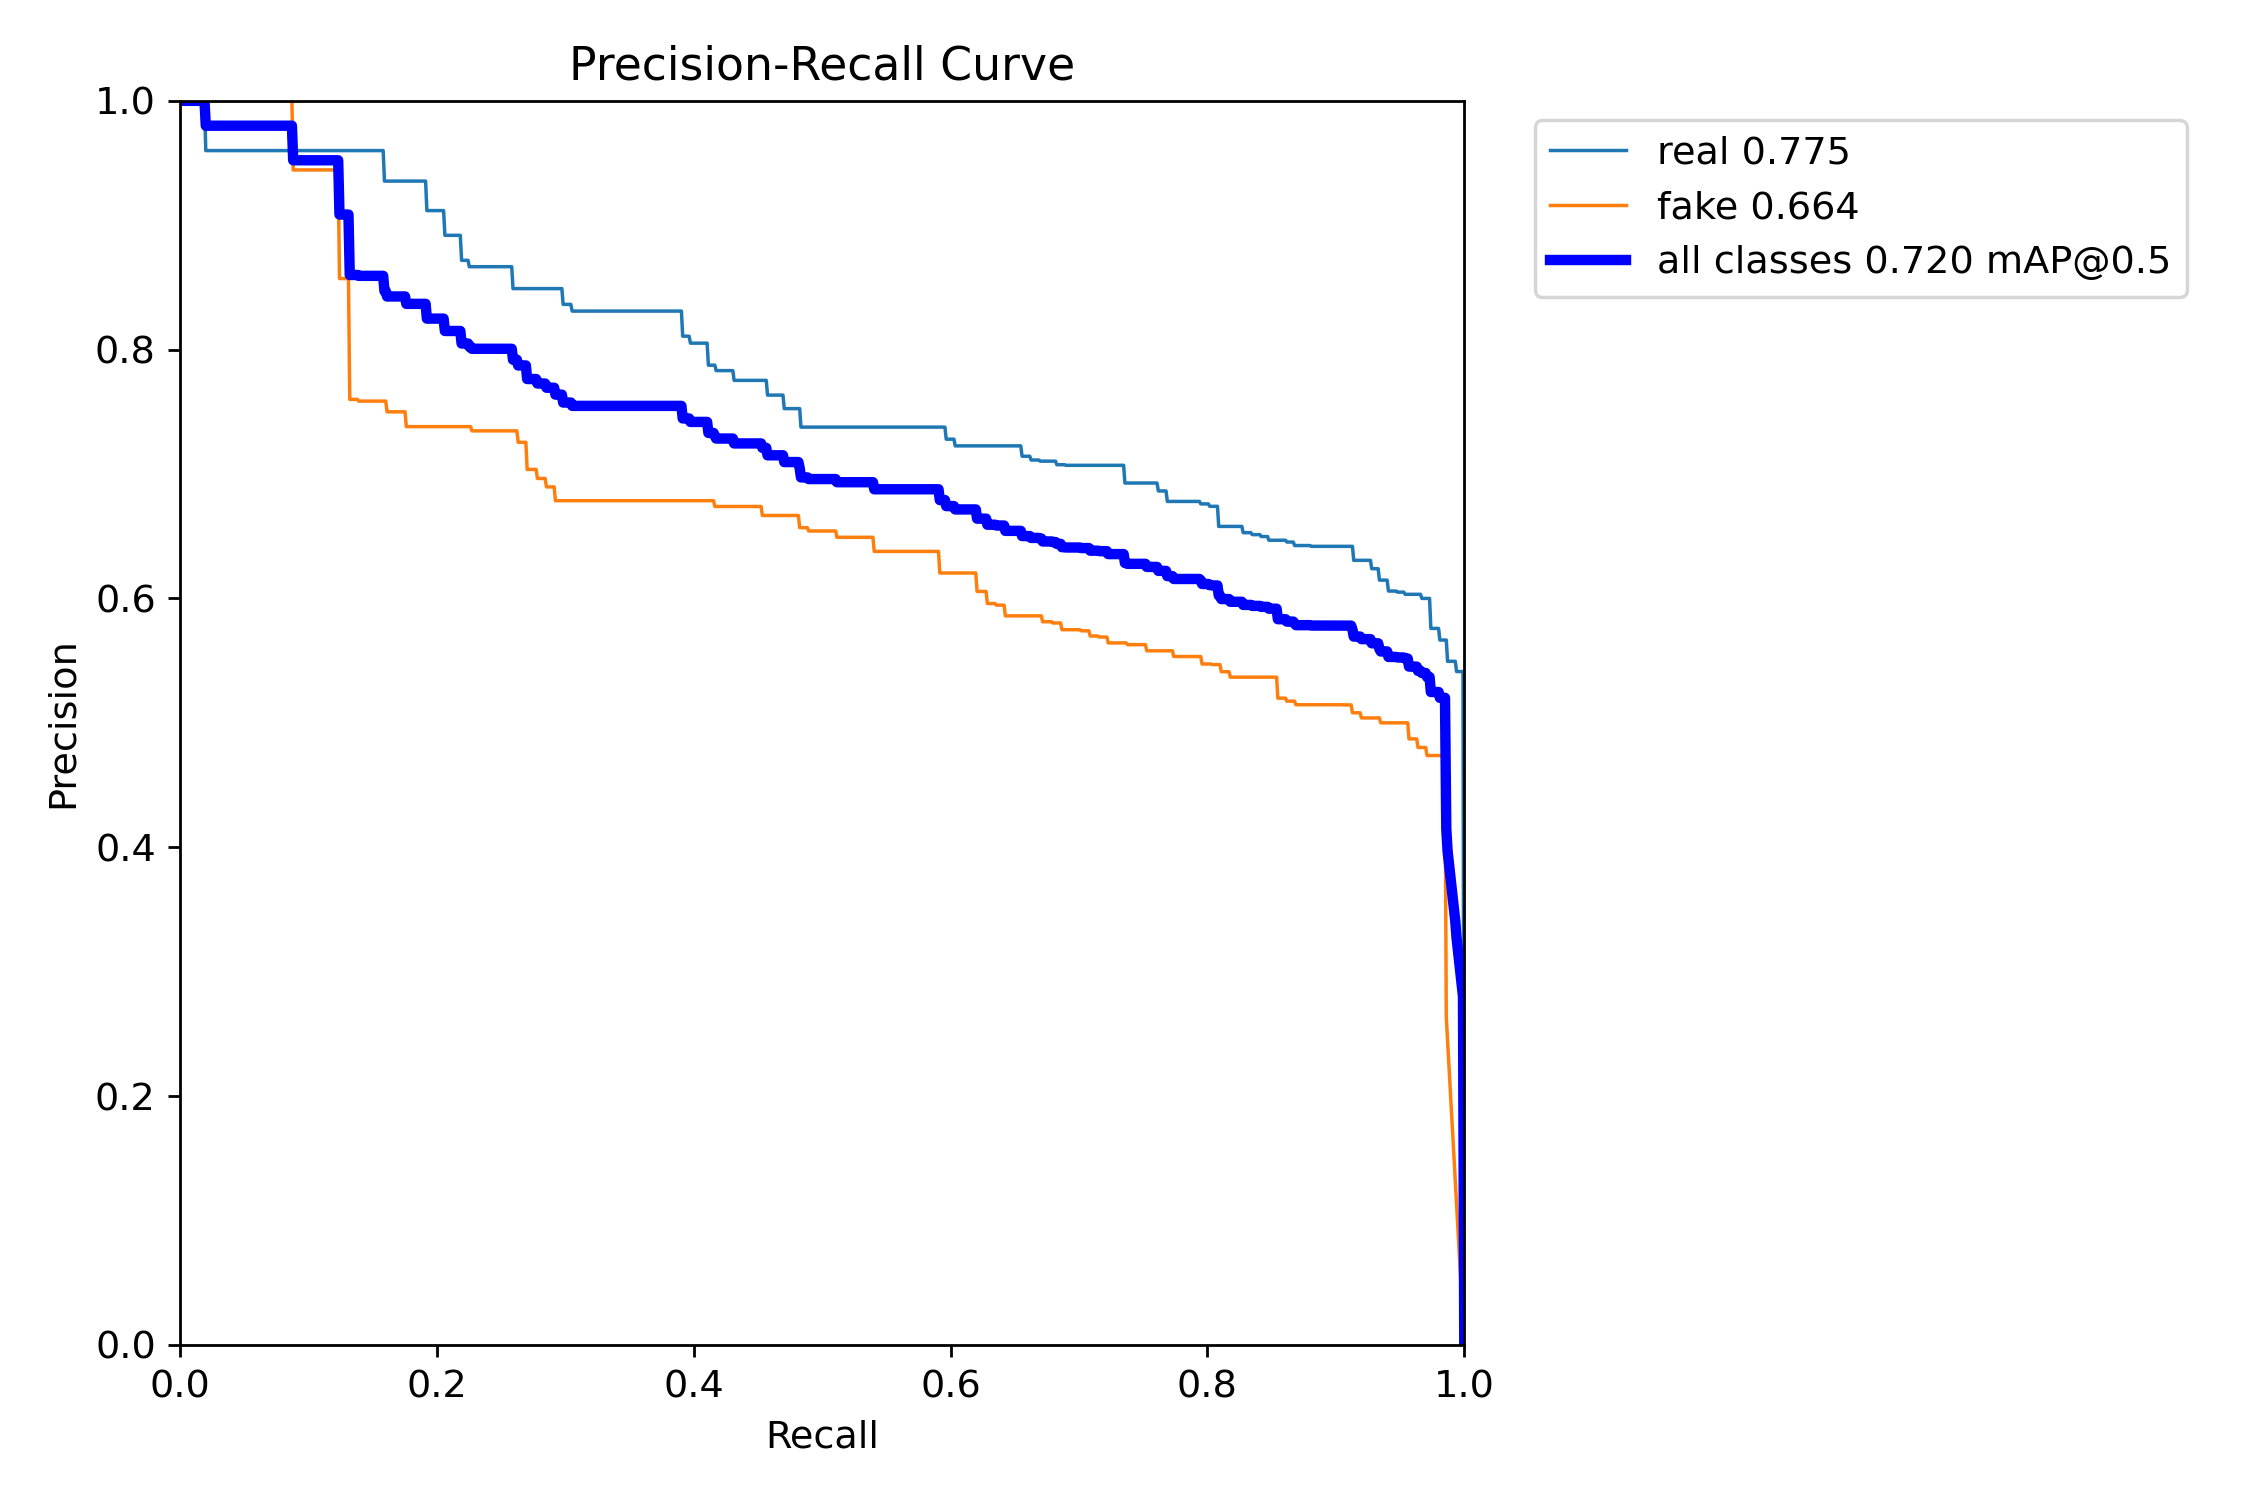 Precision-Recall Curve
1.0
0.8
0.6
0.4
0.2
0.0
Precision
0.0 0.2 0.4 0.6 0.8 1.0
Recall
real 0.775
fake 0.664
all classes 0.720 mAP@0.5